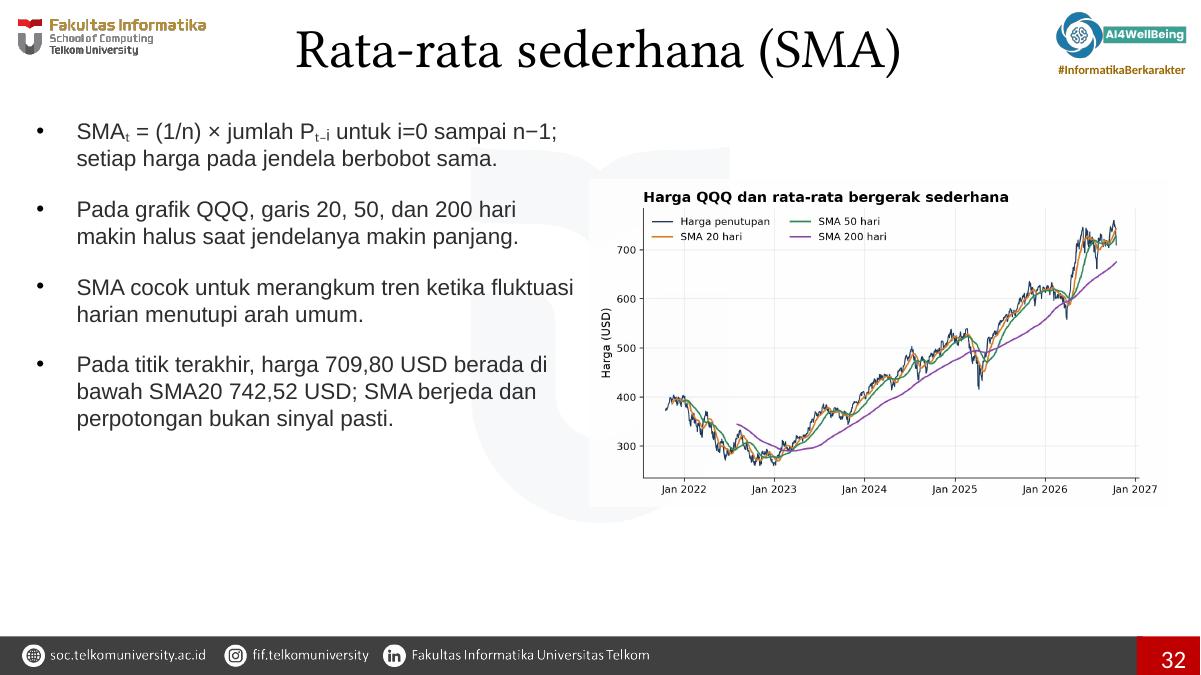 Fakultas Informatika
School of Computing
Telkom University
Rata-rata sederhana (SMA)
AI4WellBeing
#InformatikaBerkarakter
• SMAₜ = (1/n) × jumlah Pₜ₋ᵢ untuk i=0 sampai n−1;
setiap harga pada jendela berbobot sama.
• Pada grafik QQQ, garis 20, 50, dan 200 hari
makin halus saat jendelanya makin panjang.
• SMA cocok untuk merangkum tren ketika fluktuasi
harian menutupi arah umum.
• Pada titik terakhir, harga 709,80 USD berada di
bawah SMA20 742,52 USD; SMA berjeda dan
perpotongan bukan sinyal pasti.
Harga QQQ dan rata-rata bergerak sederhana
Harga penutupan
SMA 20 hari
SMA 50 hari
SMA 200 hari
Harga (USD)
700
600
500
400
300
Jan 2022 Jan 2023 Jan 2024 Jan 2025 Jan 2026 Jan 2027
soc.telkomuniversity.ac.id fif.telkomuniversity Fakultas Informatika Universitas Telkom
32